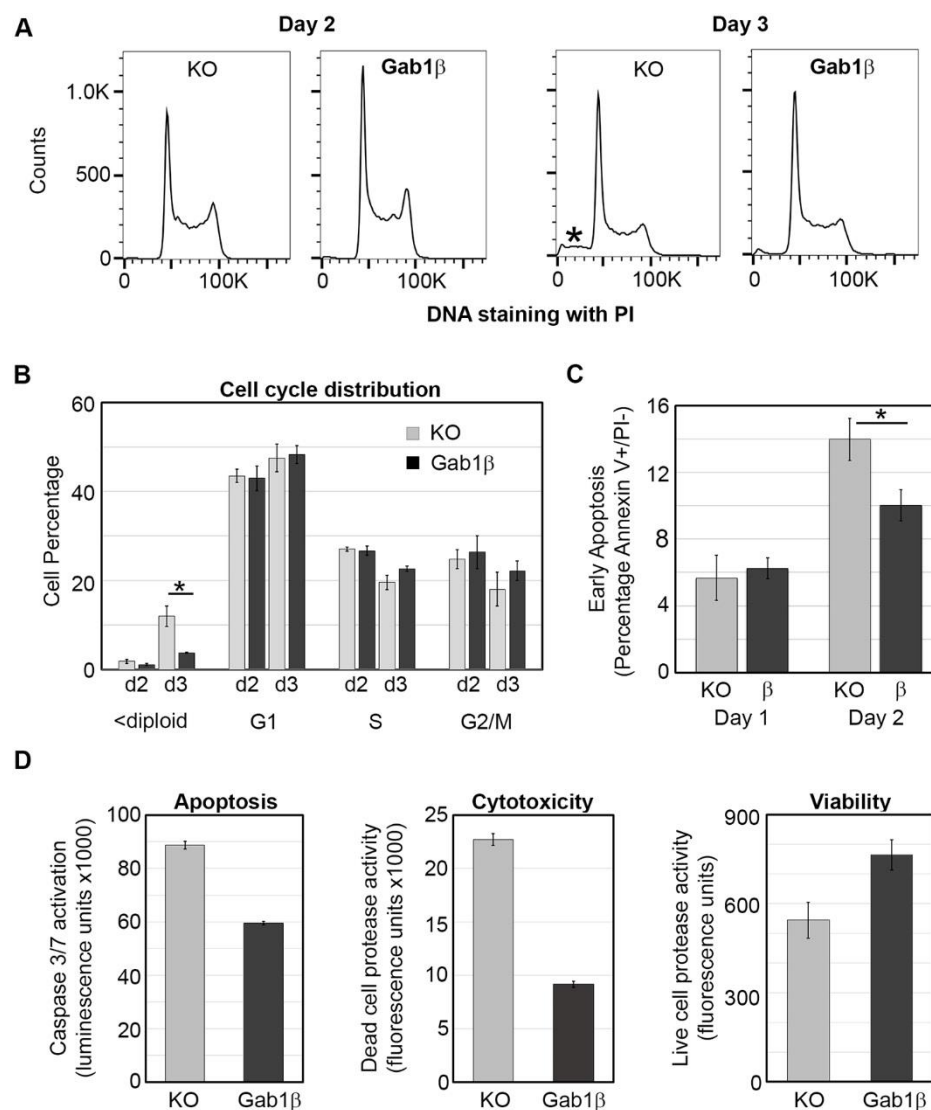 A
Day 2
Day 3
KO
Gab1β
KO
Gab1β
Counts
1.0K
500
0
0 100K
0 100K
0 100K
0 100K
*
DNA staining with PI
B
Cell cycle distribution
Cell Percentage
60
40
20
0
KO
Gab1β
*
d2 d3 d2 d3 d2 d3 d2 d3
<diploid G1 S G2/M
C
Early Apoptosis
(Percentage Annexin V+/PI-)
16
12
8
4
0
*
KO β KO β
Day 1 Day 2
D
Apoptosis
Caspase 3/7 activation
(luminescence units x1000)
100
80
60
40
20
0
KO Gab1β
Cytotoxicity
Dead cell protease activity
(fluorescence units x1000)
25
20
15
10
5
0
KO Gab1β
Viability
Live cell protease activity
(fluorescence units)
900
600
300
0
KO Gab1β